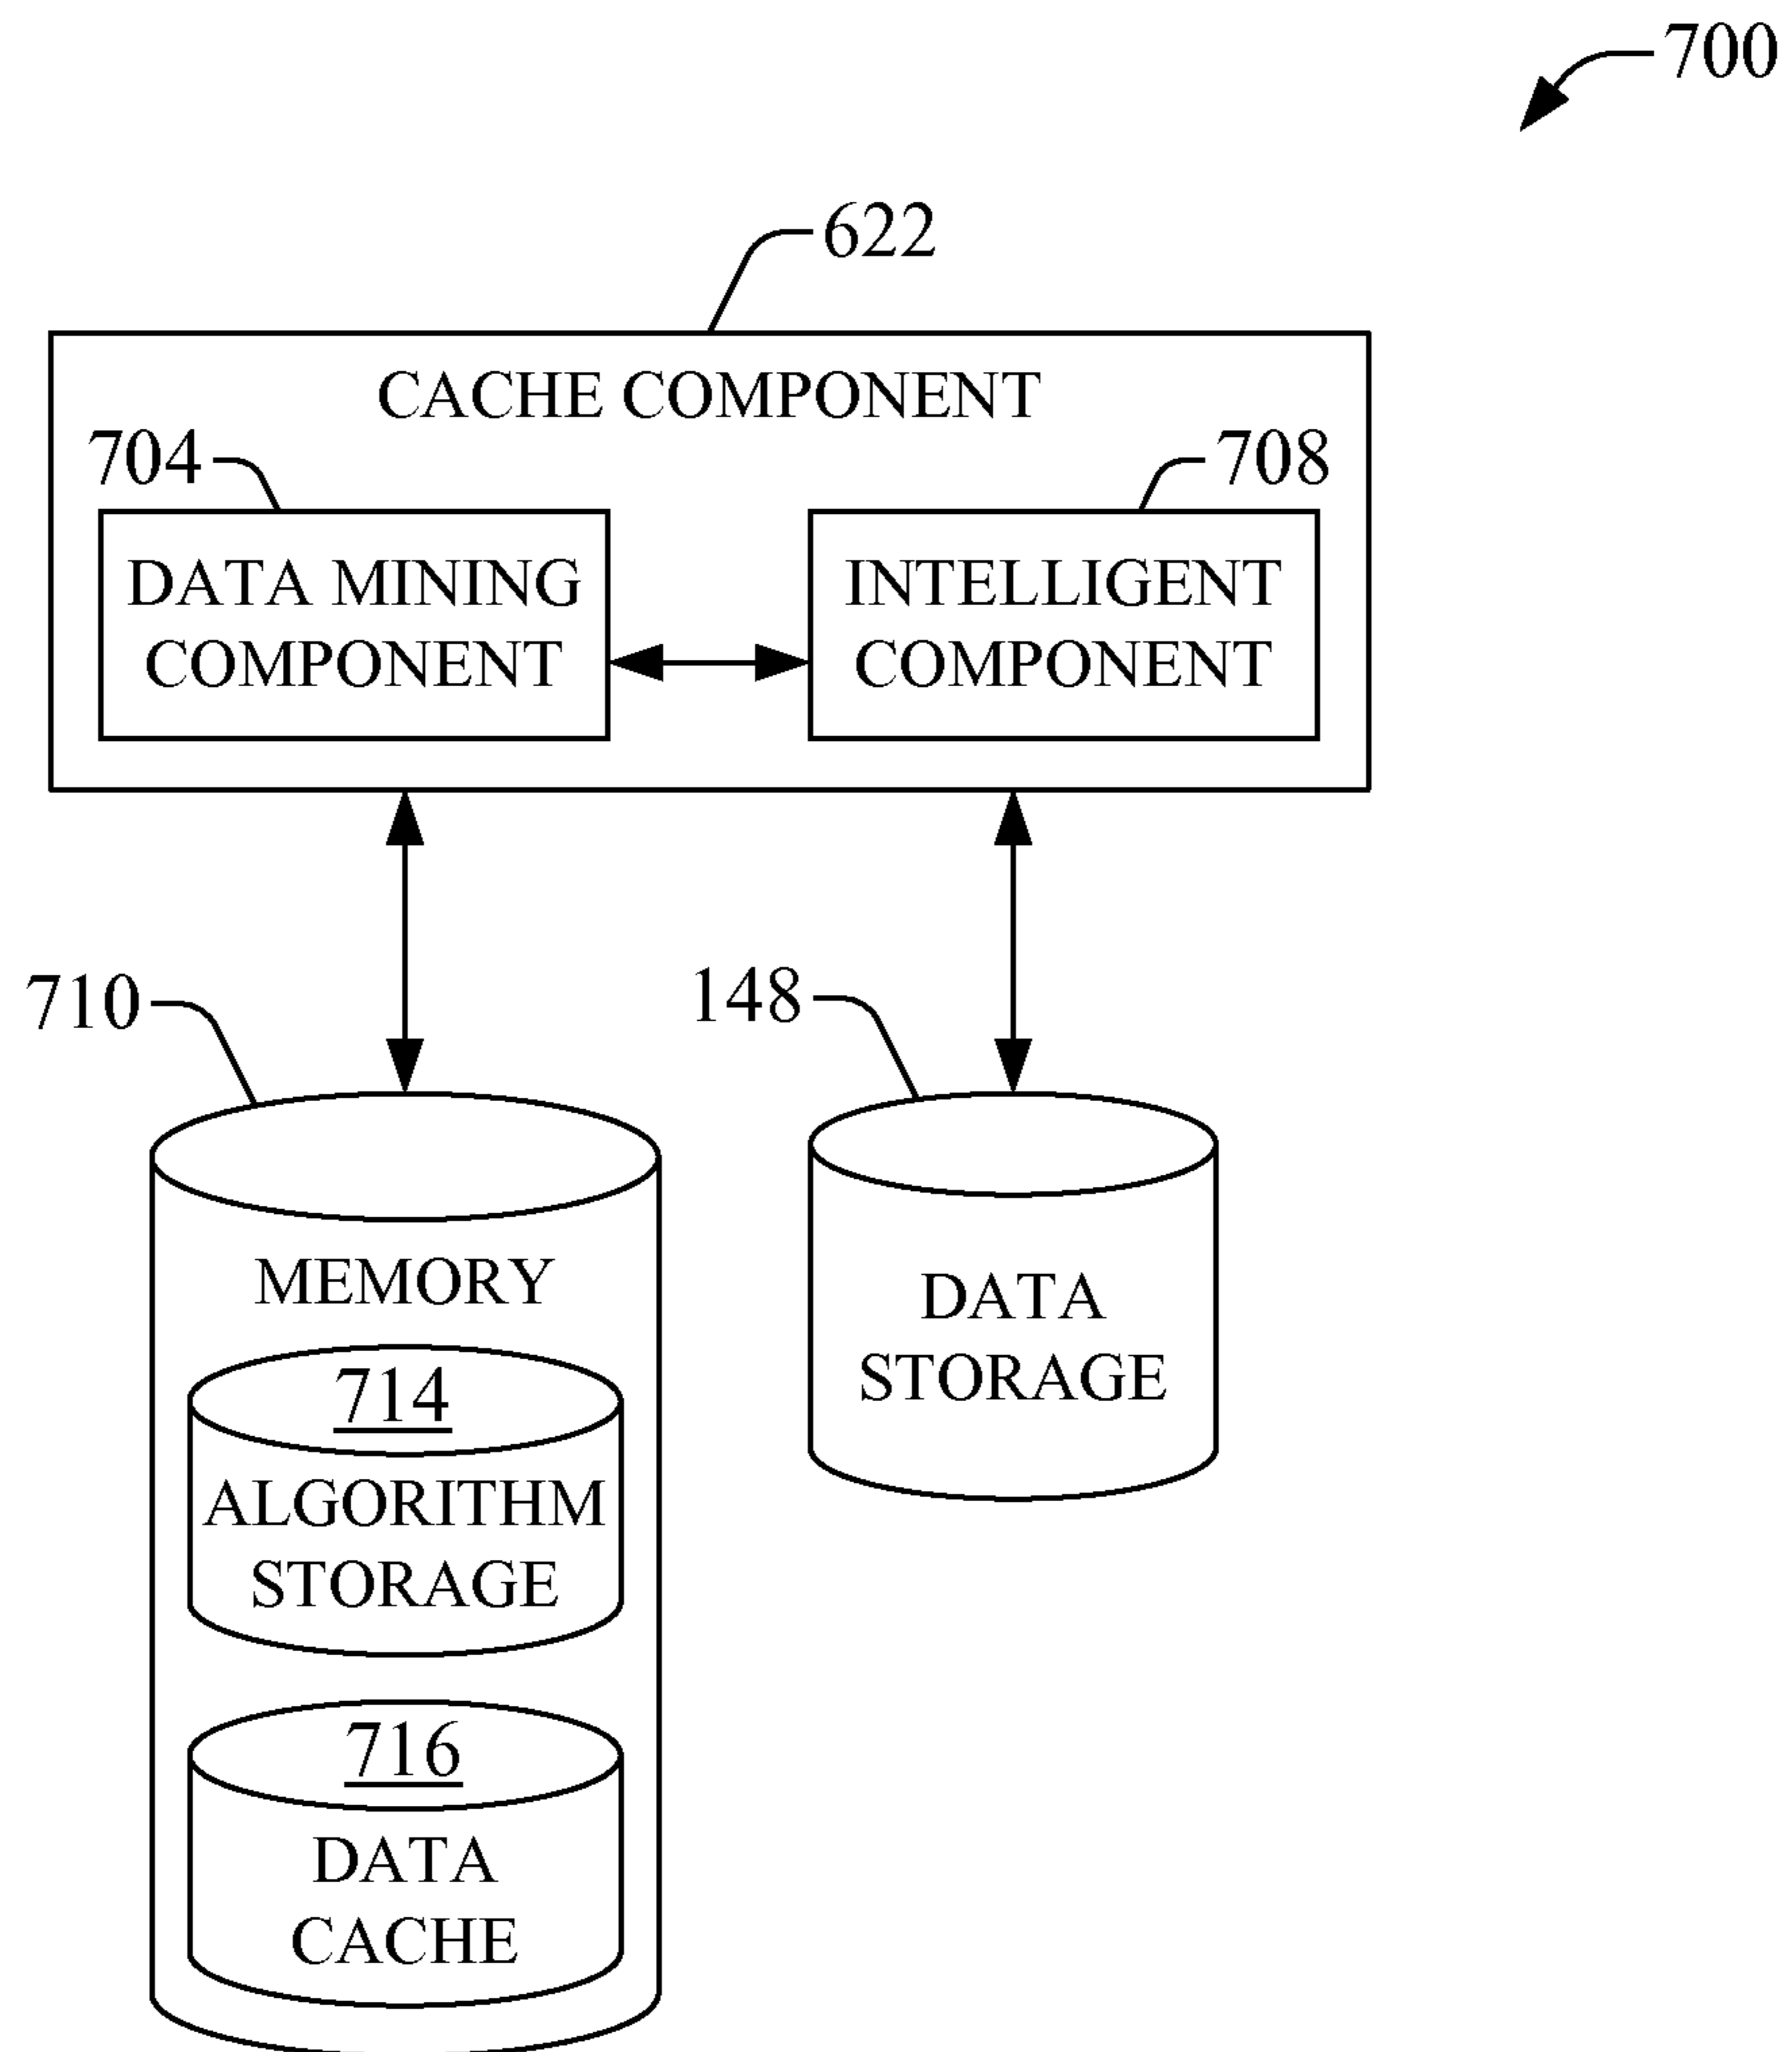 700
622
CACHE COMPONENT
704
708
DATA MINING
COMPONENT
INTELLIGENT
COMPONENT
710
148
MEMORY
714
ALGORITHM
STORAGE
716
DATA
CACHE
DATA
STORAGE